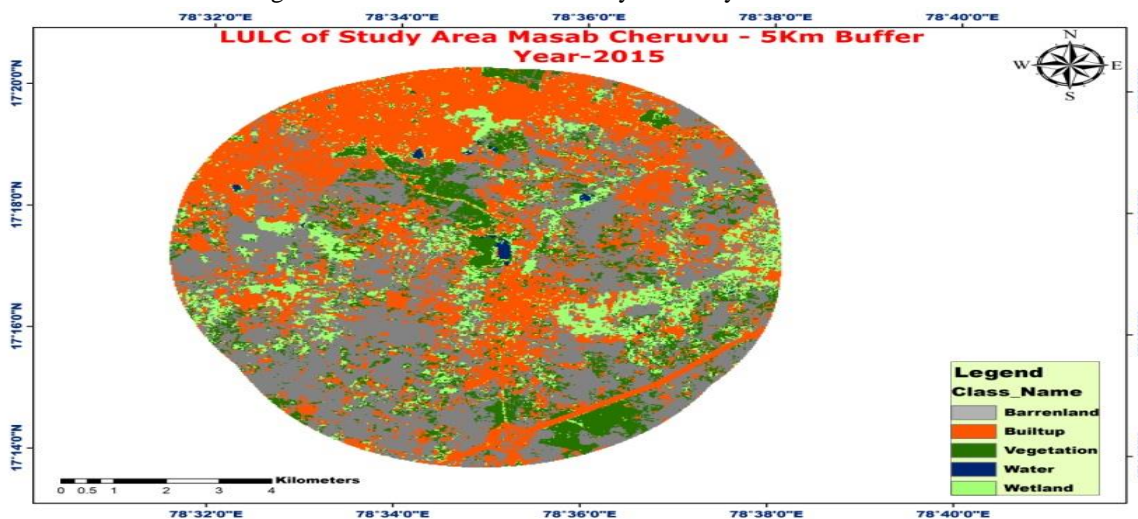 78°32'0"E 78°34'0"E 78°36'0"E 78°38'0"E 78°40'0"E
LULC of Study Area Masab Cheruvu - 5Km Buffer
Year-2015
N
W E
S
17°20'0"N
17°18'0"N
17°16'0"N
17°14'0"N
Legend
Class_Name
Barrenland
Builtup
Vegetation
Water
Wetland
Kilometers
0 0.5 1 2 3 4
78°32'0"E 78°34'0"E 78°36'0"E 78°38'0"E 78°40'0"E